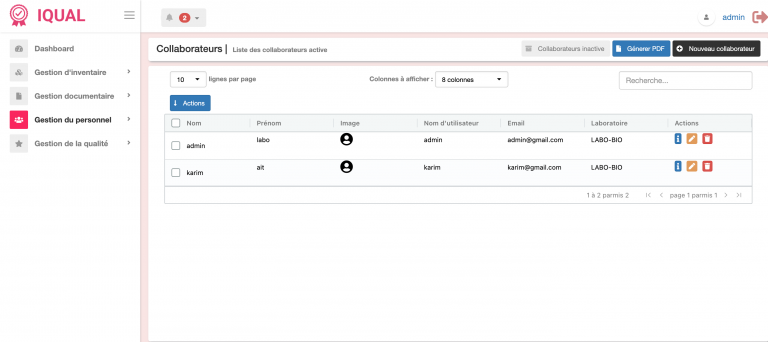 IQUAL
2
admin
Dashboard
Gestion d'inventaire
Gestion documentaire
Gestion du personnel
Gestion de la qualité
Collaborateurs | Liste des collaborateurs active
Collaborateurs inactive
Génerer PDF
Nouveau collaborateur
10 lignes par page
Colonnes à afficher : 8 colonnes
Recherche...
Actions
Nom Prénom Image Nom d'utilisateur Email Laboratoire Actions
admin labo admin admin@gmail.com LABO-BIO
karim ait karim karim@gmail.com LABO-BIO
1 à 2 parmis 2 page 1 parmis 1